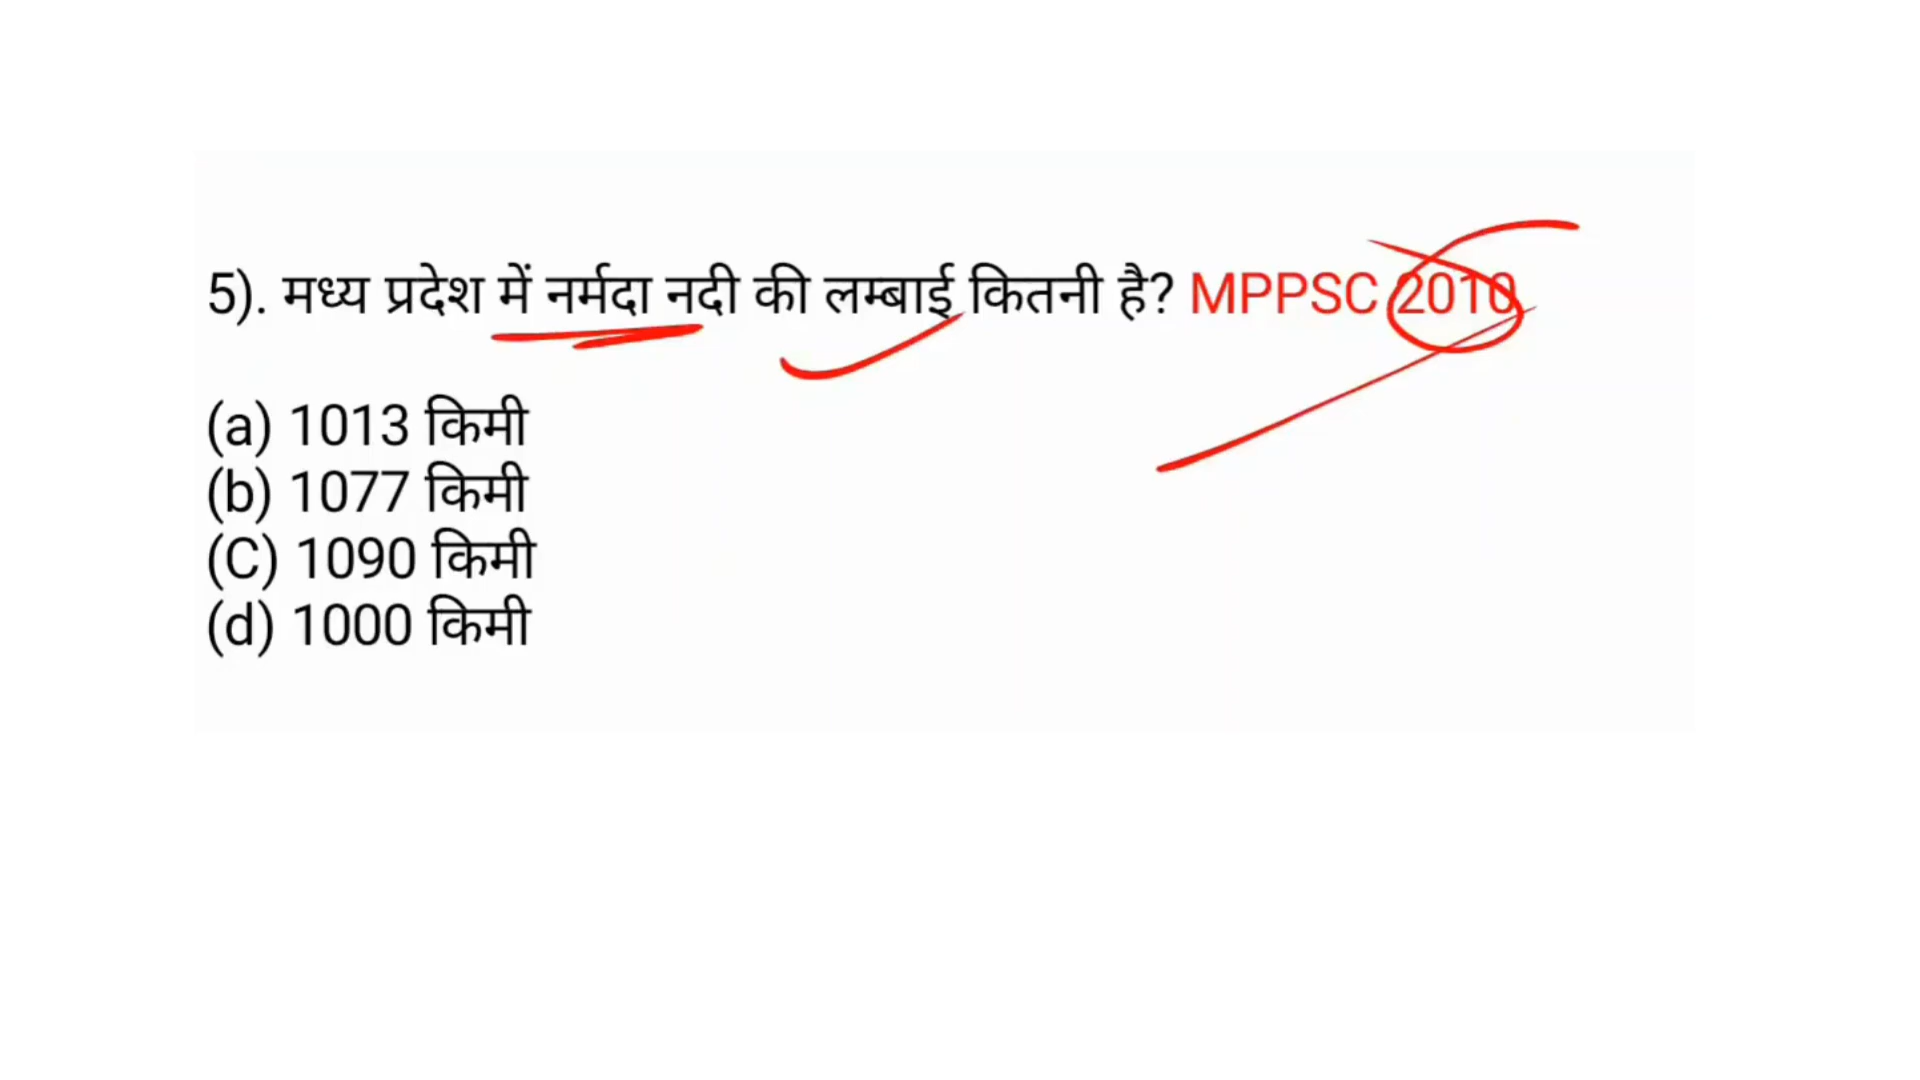 5). मध्य प्रदेश में नर्मदा नदी की लम्बाई कितनी है? MPPSC 2010
(a) 1013 किमी
(b) 1077 किमी
(C) 1090 किमी
(d) 1000 किमी